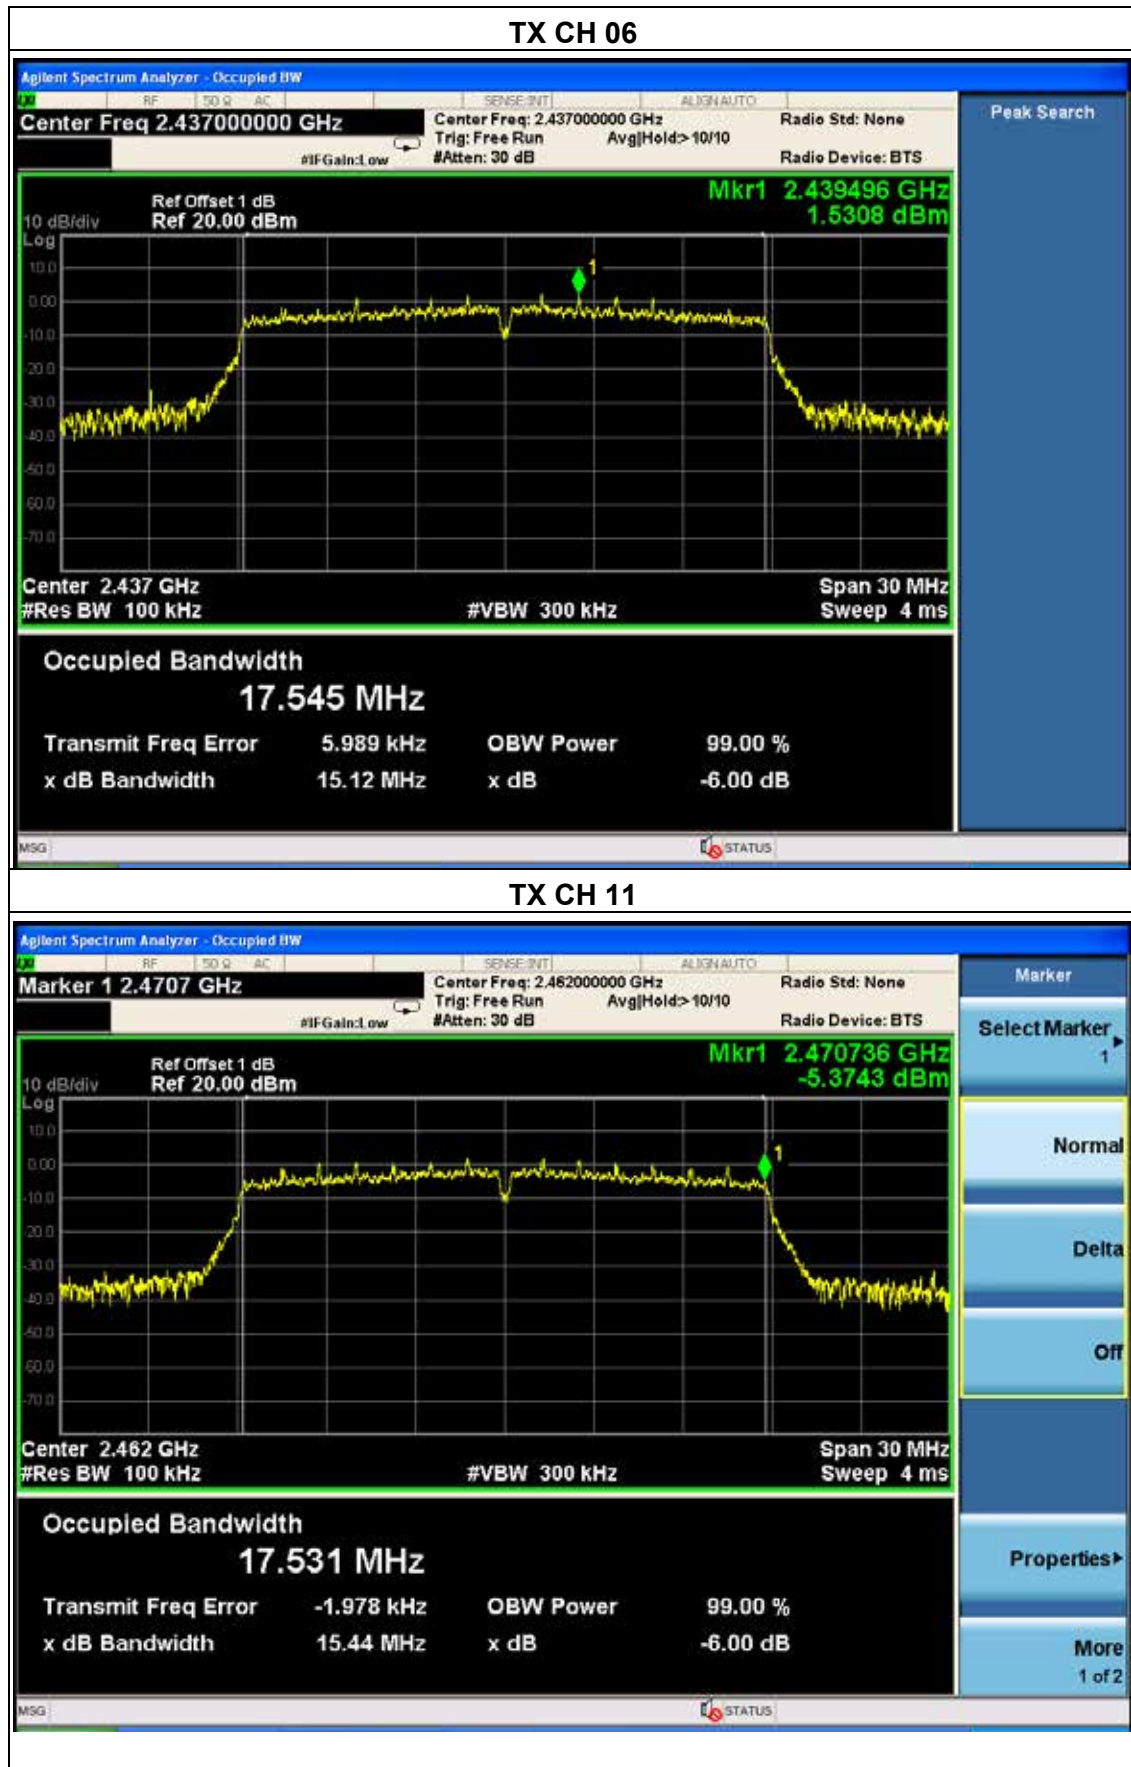 TX CH 06
Agilent Spectrum Analyzer - Occupied BW
RF 50 Ω AC SENSE:INT ALIGN AUTO
Center Freq 2.437000000 GHz
Center Freq: 2.437000000 GHz
Radio Std: None
Trig: Free Run Avg|Hold:> 10/10
#IFGain:Low #Atten: 30 dB Radio Device: BTS
Peak Search
Mkr1 2.439496 GHz
1.5308 dBm
Ref Offset 1 dB
10 dB/div Ref 20.00 dBm
Log
10.0
0.00
-10.0
-20.0
-30.0
-40.0
-50.0
-60.0
-70.0
1
Center 2.437 GHz Span 30 MHz
#Res BW 100 kHz #VBW 300 kHz Sweep 4 ms
Occupied Bandwidth
17.545 MHz
Transmit Freq Error 5.989 kHz OBW Power 99.00 %
x dB Bandwidth 15.12 MHz x dB -6.00 dB
MSG STATUS
TX CH 11
Agilent Spectrum Analyzer - Occupied BW
RF 50 Ω AC SENSE:INT ALIGN AUTO
Marker 1 2.4707 GHz
Center Freq: 2.462000000 GHz
Radio Std: None
Trig: Free Run Avg|Hold:> 10/10
#IFGain:Low #Atten: 30 dB Radio Device: BTS
Marker
Select Marker
1
Normal
Delta
Off
Properties
More
1 of 2
Mkr1 2.470736 GHz
-5.3743 dBm
Ref Offset 1 dB
10 dB/div Ref 20.00 dBm
Log
10.0
0.00
-10.0
-20.0
-30.0
-40.0
-50.0
-60.0
-70.0
1
Center 2.462 GHz Span 30 MHz
#Res BW 100 kHz #VBW 300 kHz Sweep 4 ms
Occupied Bandwidth
17.531 MHz
Transmit Freq Error -1.978 kHz OBW Power 99.00 %
x dB Bandwidth 15.44 MHz x dB -6.00 dB
MSG STATUS